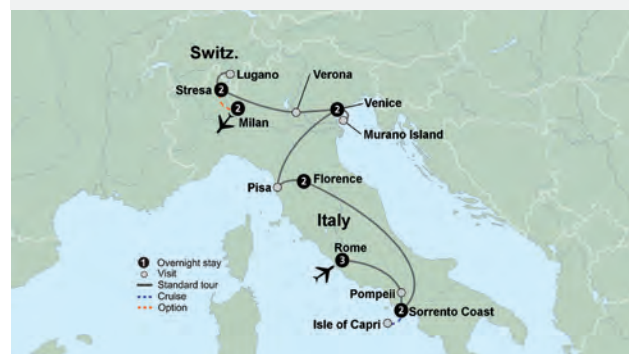 Switz.
Lugano
Stresa
2
Verona
2
Milan
2
Venice
Murano Island
Pisa
2
Florence
Italy
Rome
3
Pompeii
2
Sorrento Coast
Isle of Capri
1 Overnight stay
Visit
Standard tour
Cruise
Option